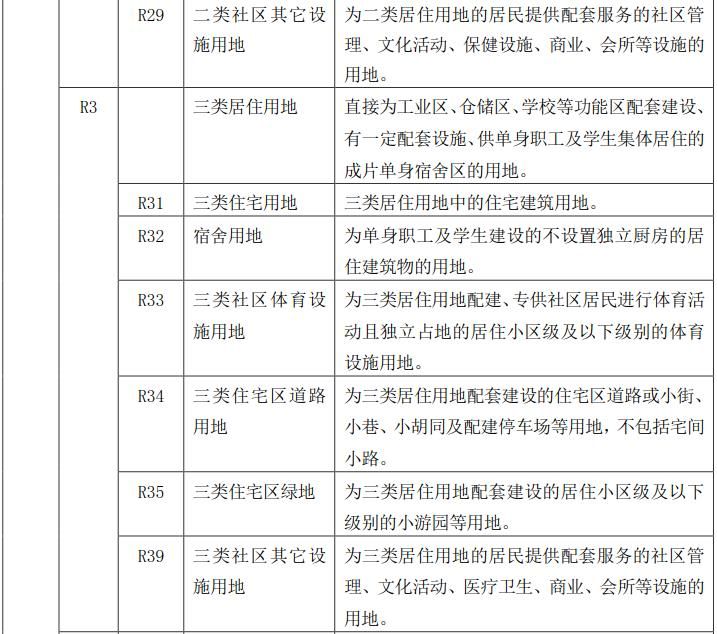 R29 二类社区其它设 为二类居住用地的居民提供配套服务的社区管
施用地 理、文化活动、保健设施、商业、会所等设施的
用地。
R3 三类居住用地 直接为工业区、仓储区、学校等功能区配套建设、
有一定配套设施、供单身职工及学生集体居住的
成片单身宿舍区的用地。
R31 三类住宅用地 三类居住用地中的住宅建筑用地。
R32 宿舍用地 为单身职工及学生建设的不设置独立厨房的居
住建筑物的用地。
R33 三类社区体育设 为三类居住用地配建、专供社区居民进行体育活
施用地 动且独立占地的居住小区级及以下级别的体育
设施用地。
R34 三类住宅区道路 为三类居住用地配套建设的住宅区道路或小街、
用地 小巷、小胡同及配建停车场等用地，不包括宅间
小路。
R35 三类住宅区绿地 为三类居住用地配套建设的居住小区级及以下
级别的小游园等用地。
R39 三类社区其它设 为三类居住用地的居民提供配套服务的社区管
施用地 理、文化活动、医疗卫生、商业、会所等设施的
用地。